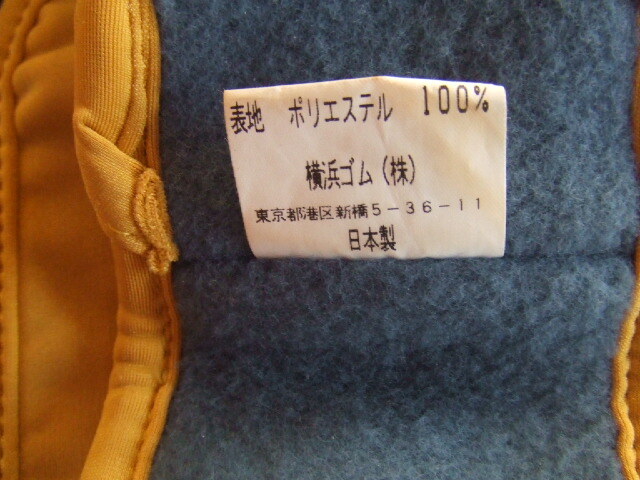 表地 ポリエステル 100%
横浜ゴム(株)
東京都港区新橋5-36-11
日本製